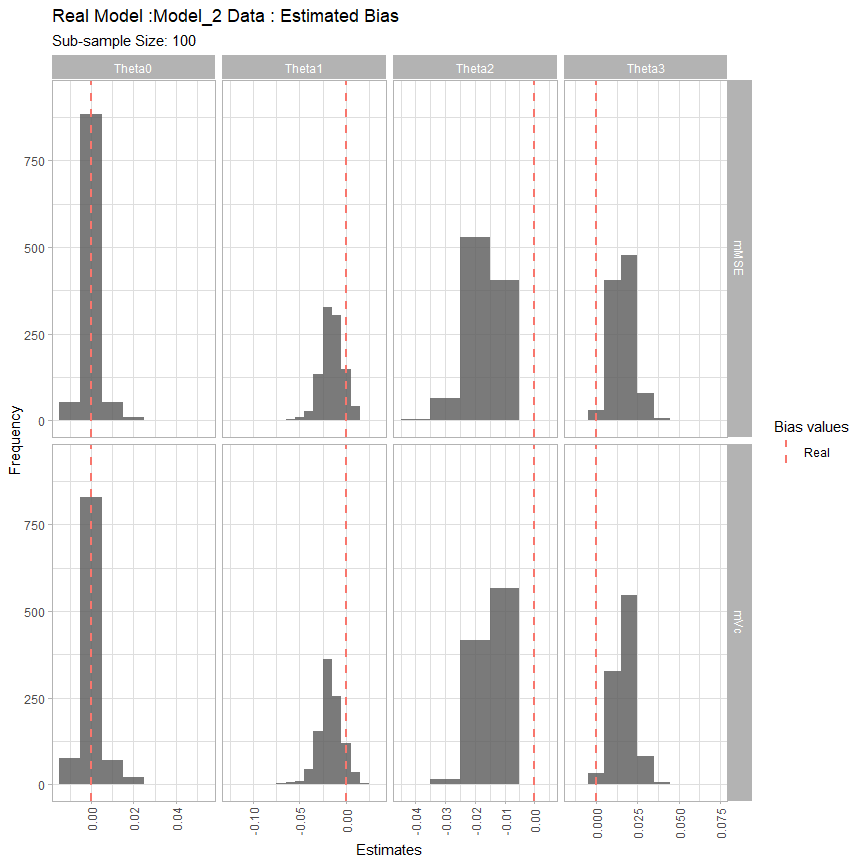 Real Model :Model_2 Data : Estimated Bias
Sub-sample Size: 100
Theta0 Theta1 Theta2 Theta3
750
500
250
0
mMSE
750
500
250
0
mVc
Frequency
0.00 0.02 0.04
-0.10 -0.05 0.00
-0.04 -0.03 -0.02 -0.01 0.00
0.000 0.025 0.050 0.075
Estimates
Bias values
Real